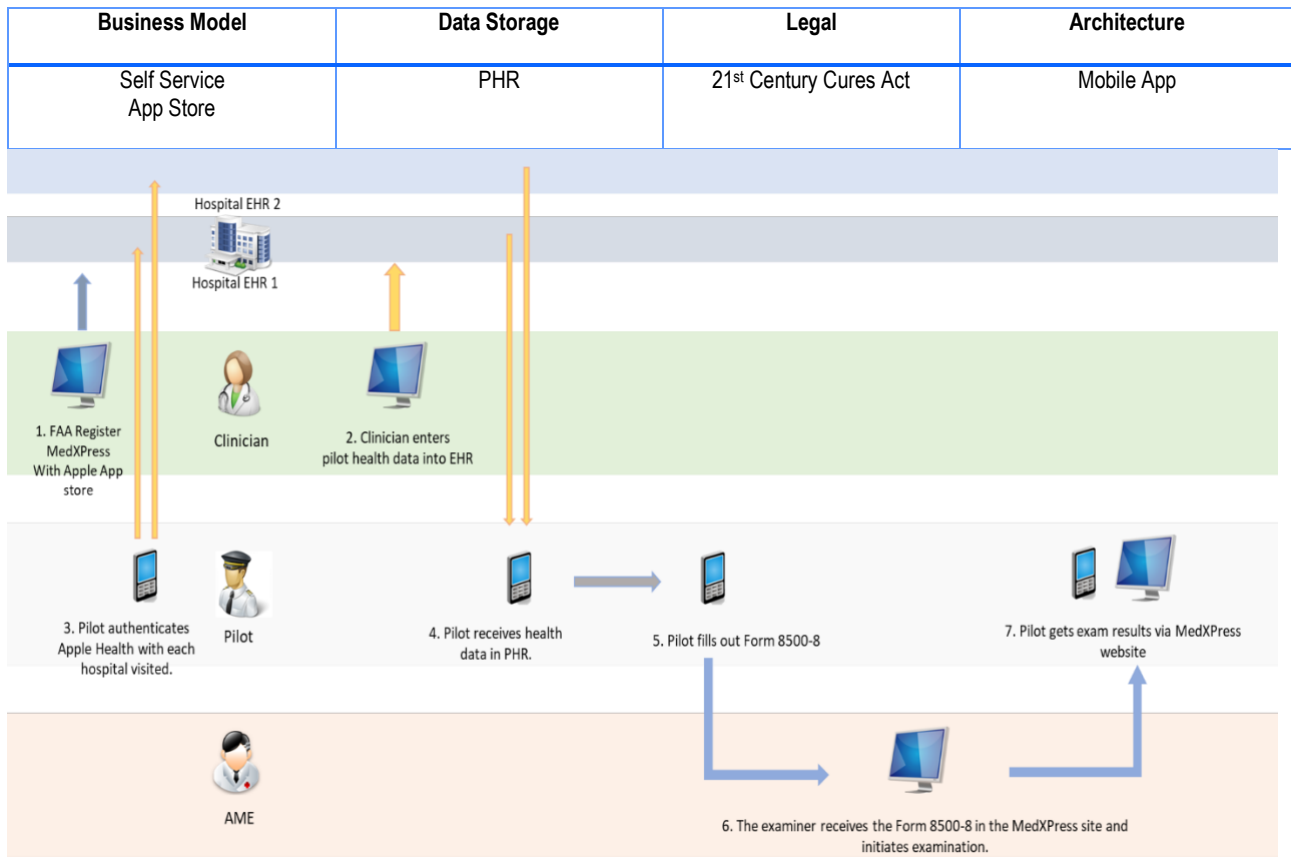 Business Model
Data Storage
Legal
Architecture
Self Service
App Store
PHR
21st Century Cures Act
Mobile App
Hospital EHR 2
Hospital EHR 1
1. FAA Register
MedXPress
With Apple App
store
Clinician
2. Clinician enters
pilot health data into EHR
3. Pilot authenticates
Apple Health with each
hospital visited.
Pilot
4. Pilot receives health
data in PHR.
5. Pilot fills out Form 8500-8
7. Pilot gets exam results via MedXPress
website
AME
6. The examiner receives the Form 8500-8 in the MedXPress site and
initiates examination.